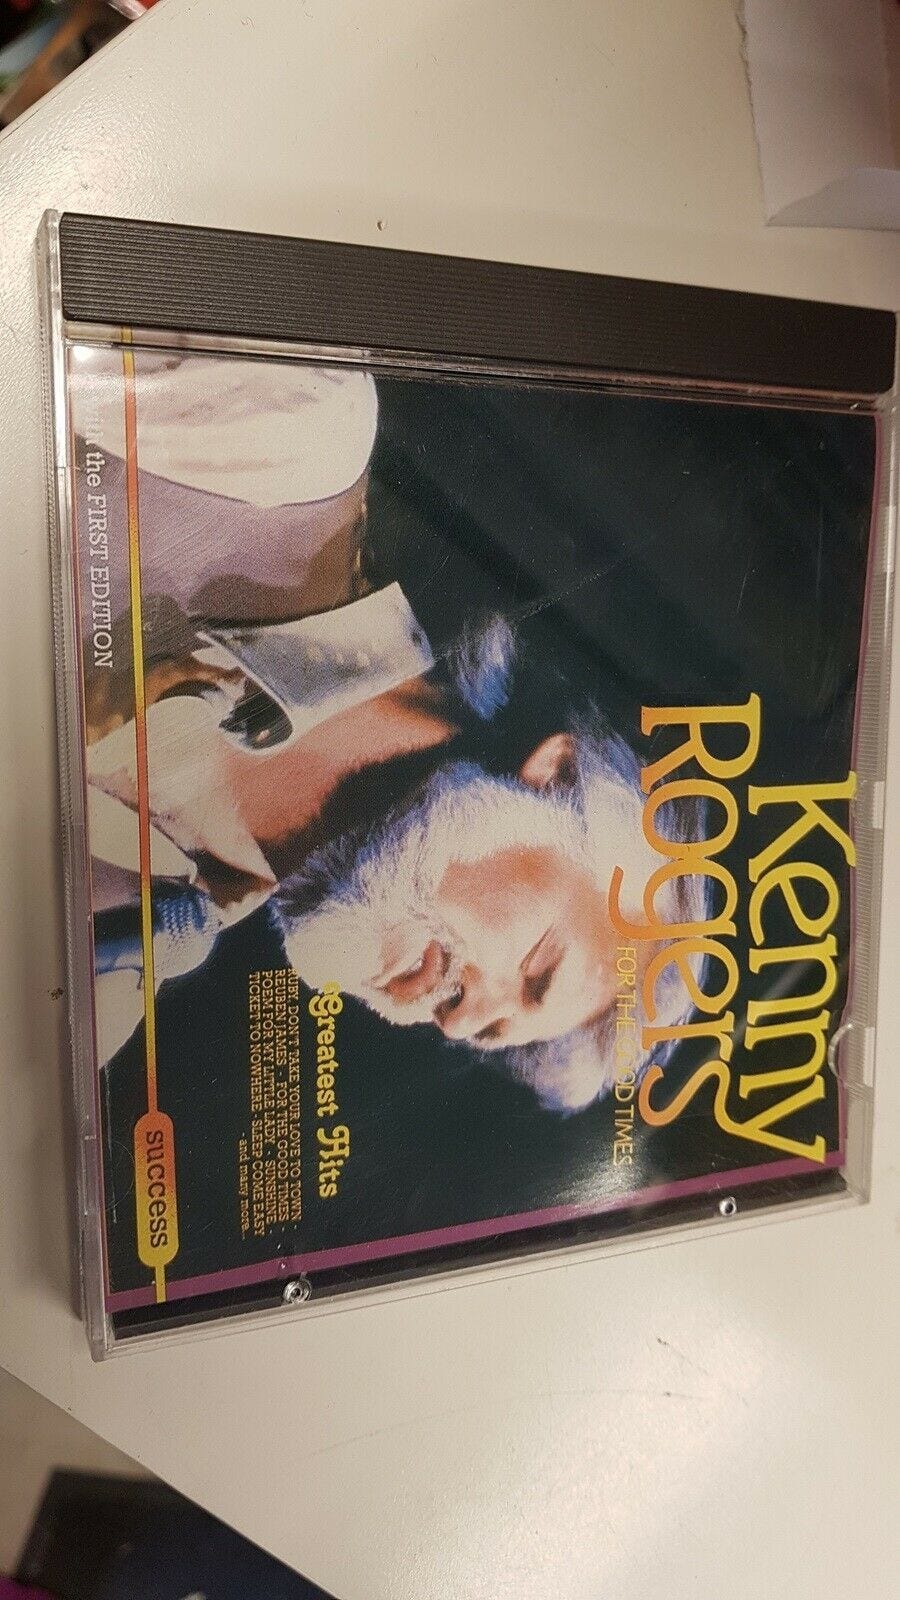 Kenny
Rogers
FOR THE GOOD TIMES
Greatest Hits
RUBY, DON'T TAKE YOUR LOVE TO TOWN -
REUBEN JAMES - FOR THE GOOD TIMES -
POEM FOR MY LITTLE LADY - SUNSHINE -
TICKET TO NOWHERE - SLEEP COMES EASY
- and many more...
success
with the FIRST EDITION